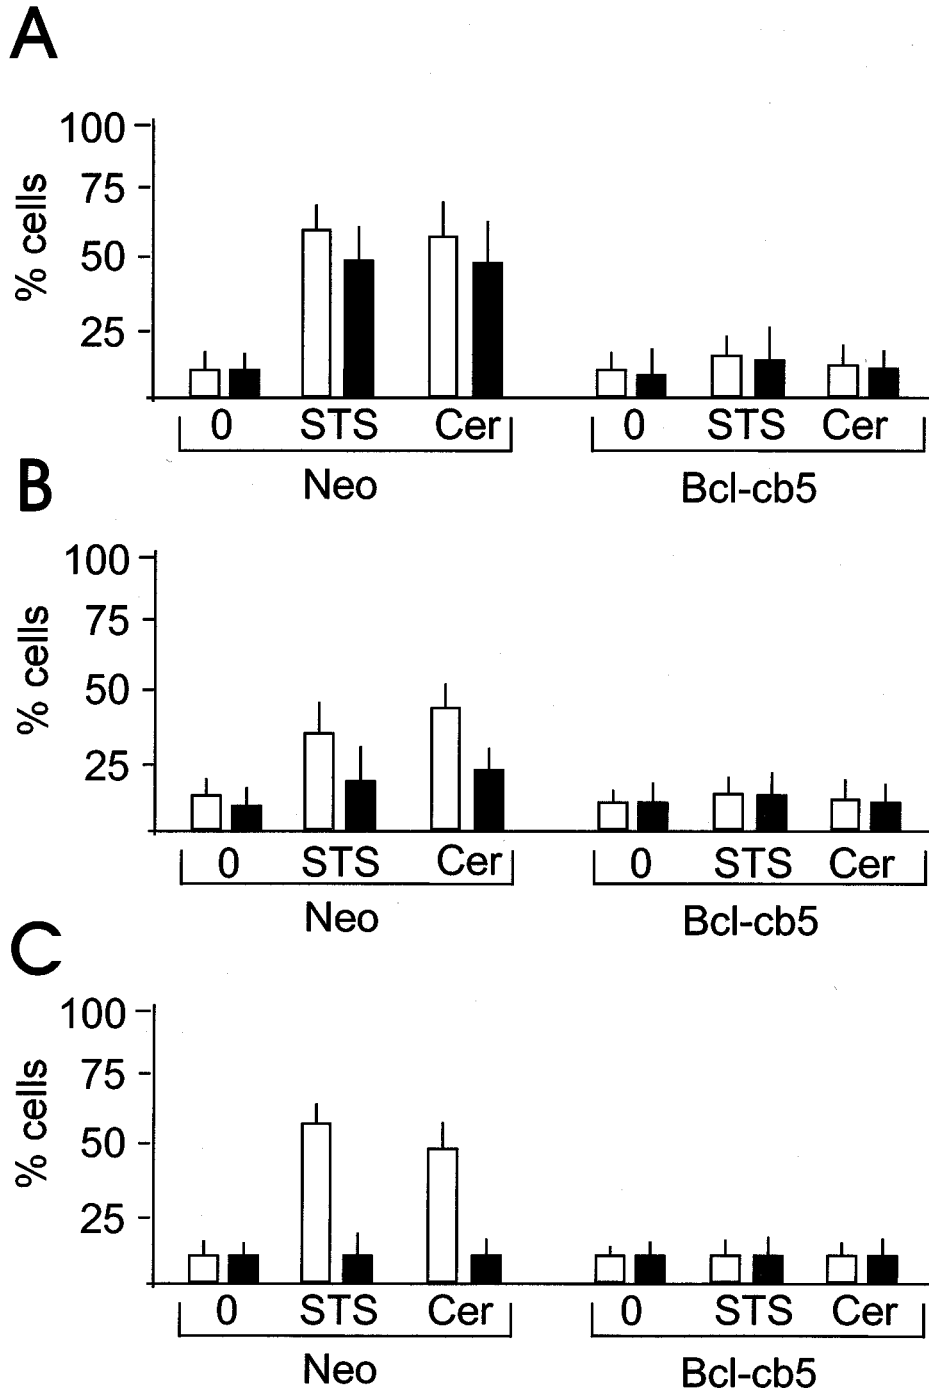 A
100
75
50
25
% cells
0 STS Cer 0 STS Cer
Neo Bcl-cb5
B
100
75
50
25
% cells
0 STS Cer 0 STS Cer
Neo Bcl-cb5
C
100
75
50
25
% cells
0 STS Cer 0 STS Cer
Neo Bcl-cb5